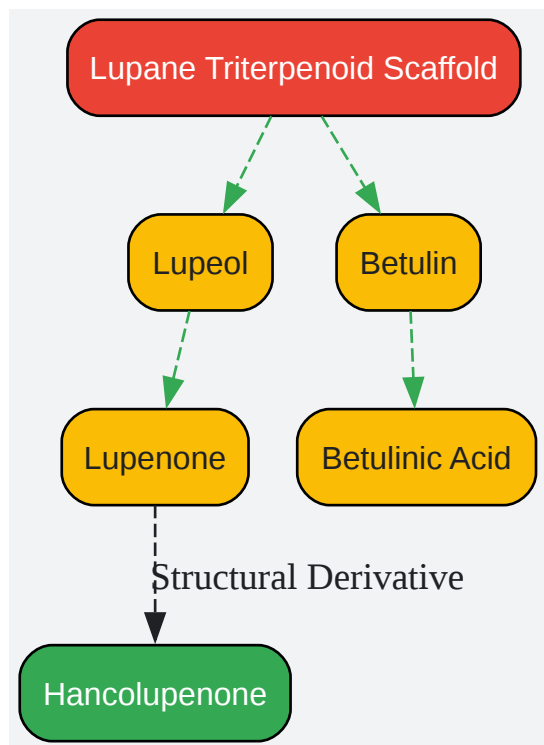 Lupane Triterpenoid Scaffold
Lupeol
Betulin
Lupenone
Betulinic Acid
Structural Derivative
Hancolupenone